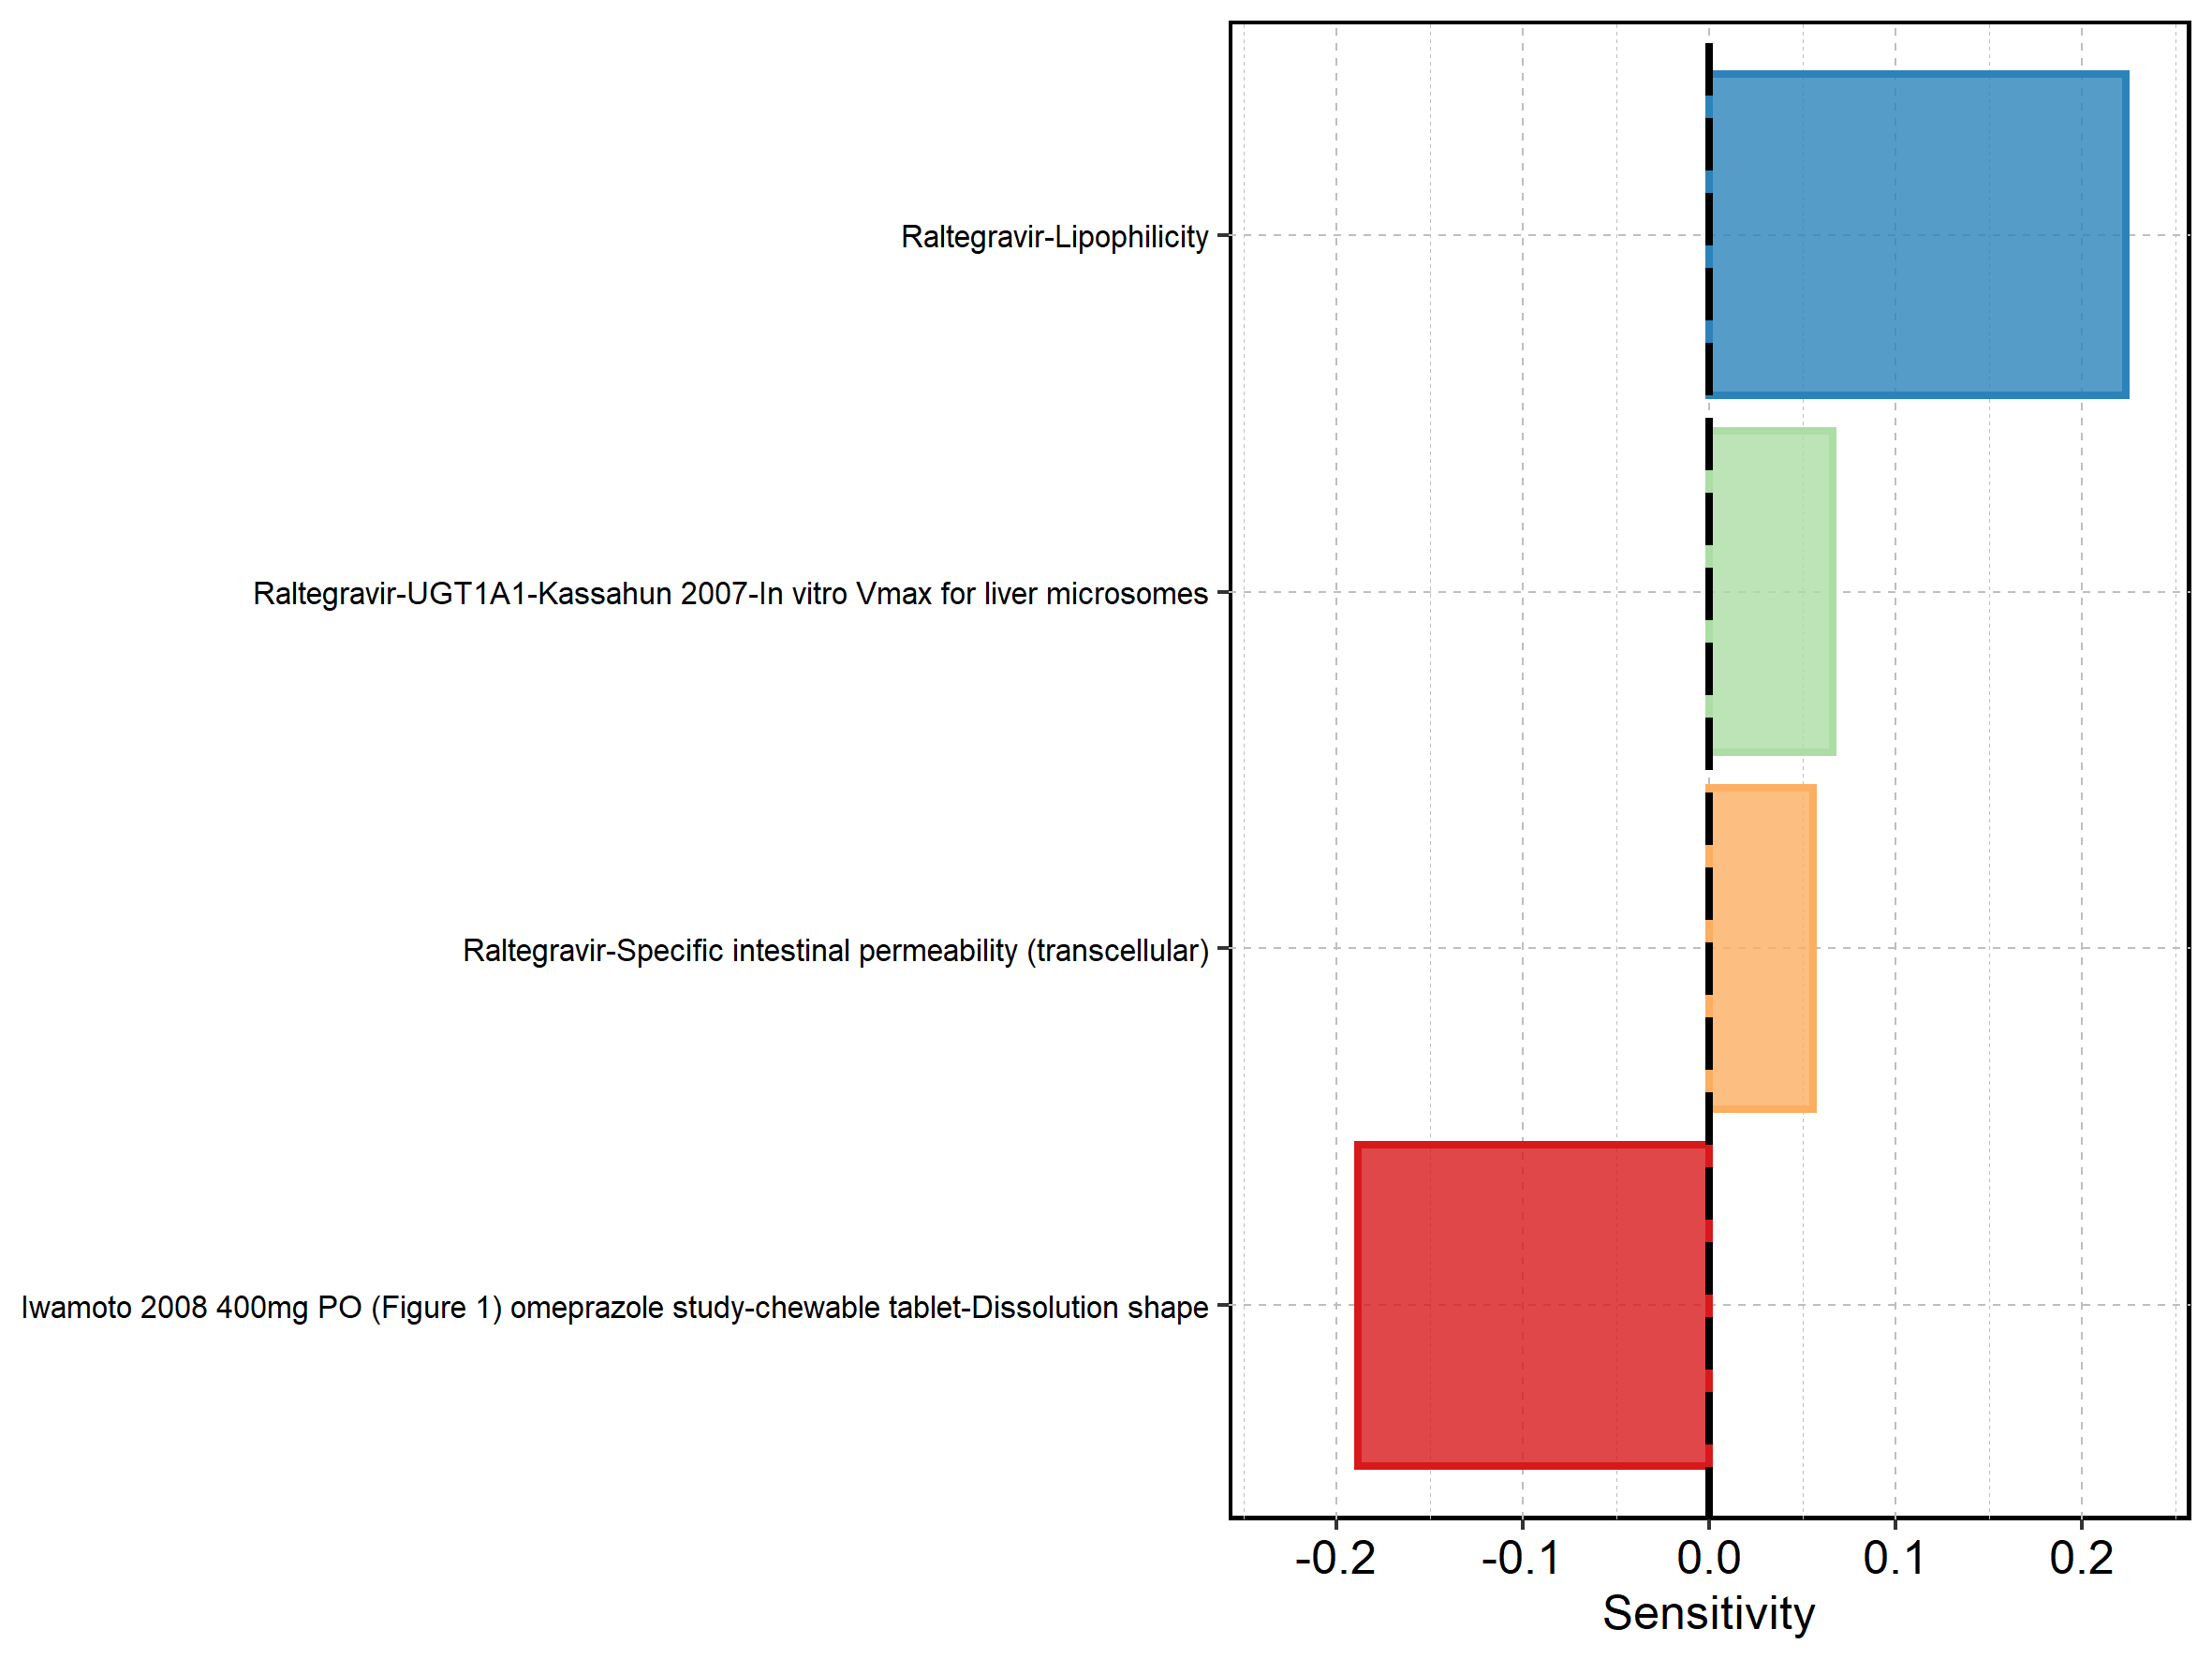 Raltegravir-Lipophilicity
Raltegravir-UGT1A1-Kassahun 2007-In vitro Vmax for liver microsomes
Raltegravir-Specific intestinal permeability (transcellular)
Iwamoto 2008 400mg PO (Figure 1) omeprazole study-chewable tablet-Dissolution shape
-0.2 -0.1 0.0 0.1 0.2
Sensitivity